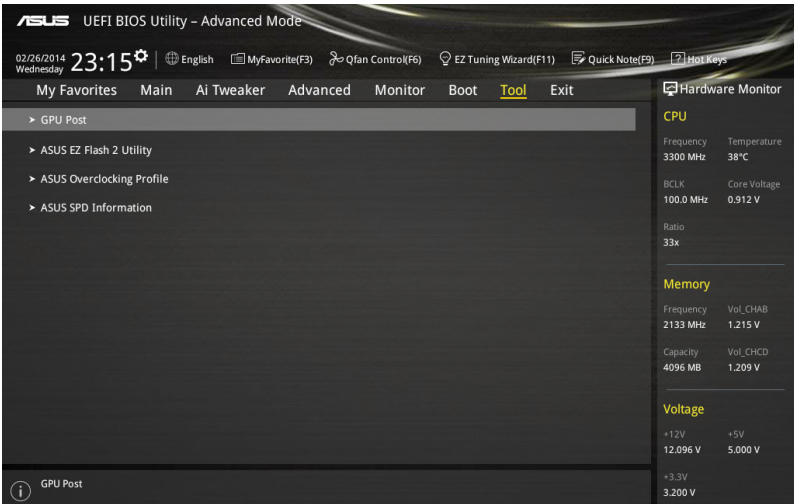 ASUS UEFI BIOS Utility – Advanced Mode
02/26/2014
Wednesday
23:15
English
MyFavorite(F3)
Qfan Control(F6)
EZ Tuning Wizard(F11)
Quick Note(F9)
? Hot Keys
My Favorites Main Ai Tweaker Advanced Monitor Boot Tool Exit
> GPU Post
> ASUS EZ Flash 2 Utility
> ASUS Overclocking Profile
> ASUS SPD Information
i GPU Post
Hardware Monitor
CPU
Frequency Temperature
3300 MHz 38°C
BCLK Core Voltage
100.0 MHz 0.912 V
Ratio
33x
Memory
Frequency Vol_CHAB
2133 MHz 1.215 V
Capacity Vol_CHCD
4096 MB 1.209 V
Voltage
+12V +5V
12.096 V 5.000 V
+3.3V
3.200 V